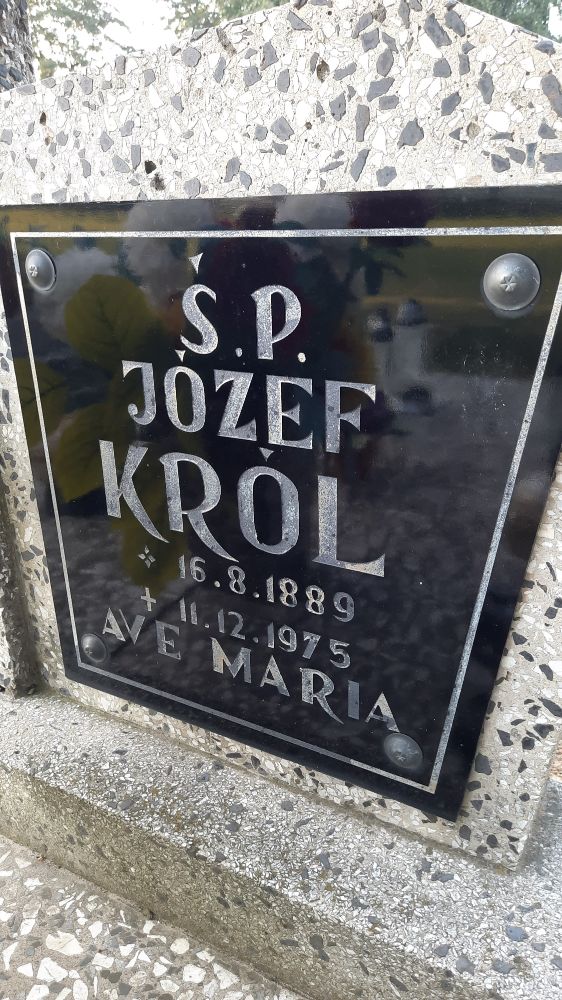 Ś.P.
JÓZEF
KRÓL
* 16.8.1889
+ 11.12.1975
AVE MARIA